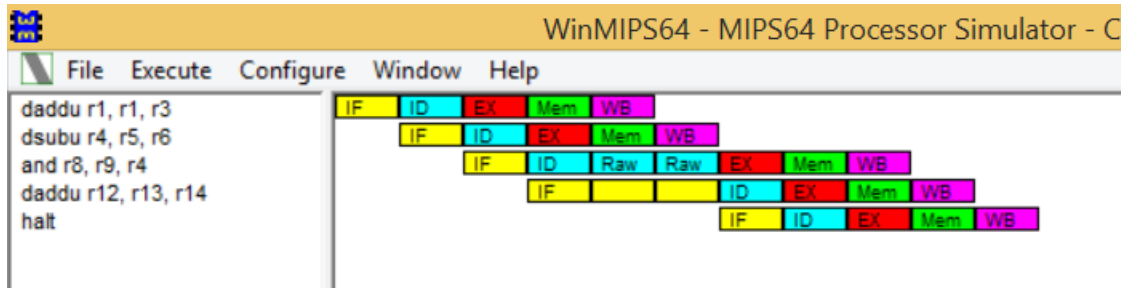 WinMIPS64 - MIPS64 Processor Simulator - C
File Execute Configure Window Help
daddu r1, r1, r3 IF ID EX Mem WB
dsubu r4, r5, r6 IF ID EX Mem WB
and r8, r9, r4 IF ID Raw Raw EX Mem WB
daddu r12, r13, r14 IF ID EX Mem WB
halt IF ID EX Mem WB